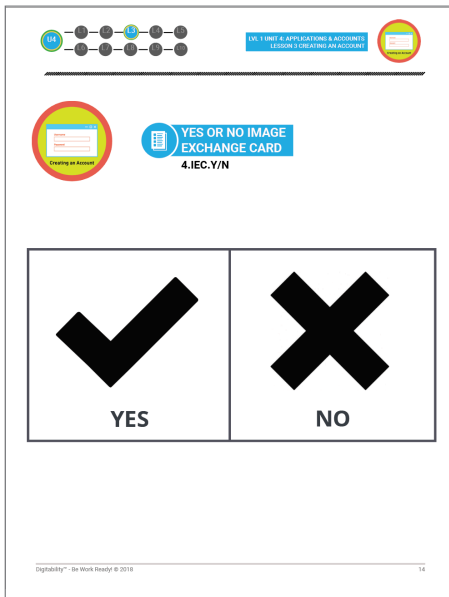 U4
L1 L2 L3 L4 L5
L6 L7 L8 L9 L10
LVL 1 UNIT 4: APPLICATIONS & ACCOUNTS
LESSON 3 CREATING AN ACCOUNT
Creating an Account
YES OR NO IMAGE
EXCHANGE CARD
4.IEC.Y/N
YES
NO
Digitability™ - Be Work Ready! © 2018
14